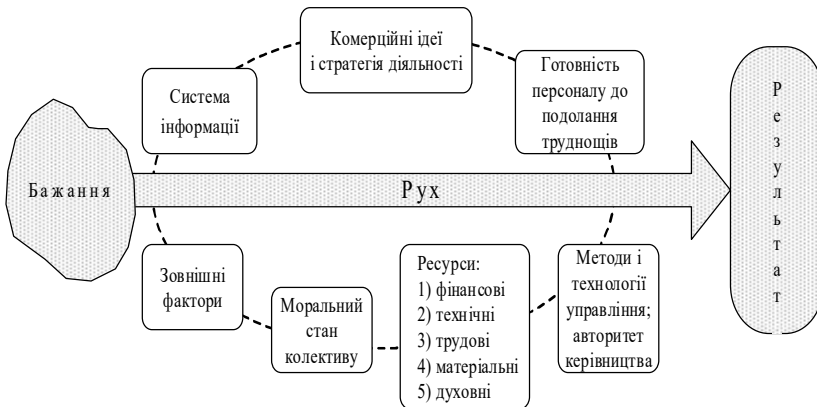 Комерційні ідеї
і стратегія діяльності
Система
інформації
Готовність
персоналу до
подолання
труднощів
Бажання
Рух
Результат
Зовнішні
фактори
Моральний
стан
колективу
Ресурси:
1) фінансові
2) технічні
3) трудові
4) матеріальні
5) духовні
Методи і
технології
управління;
авторитет
керівництва